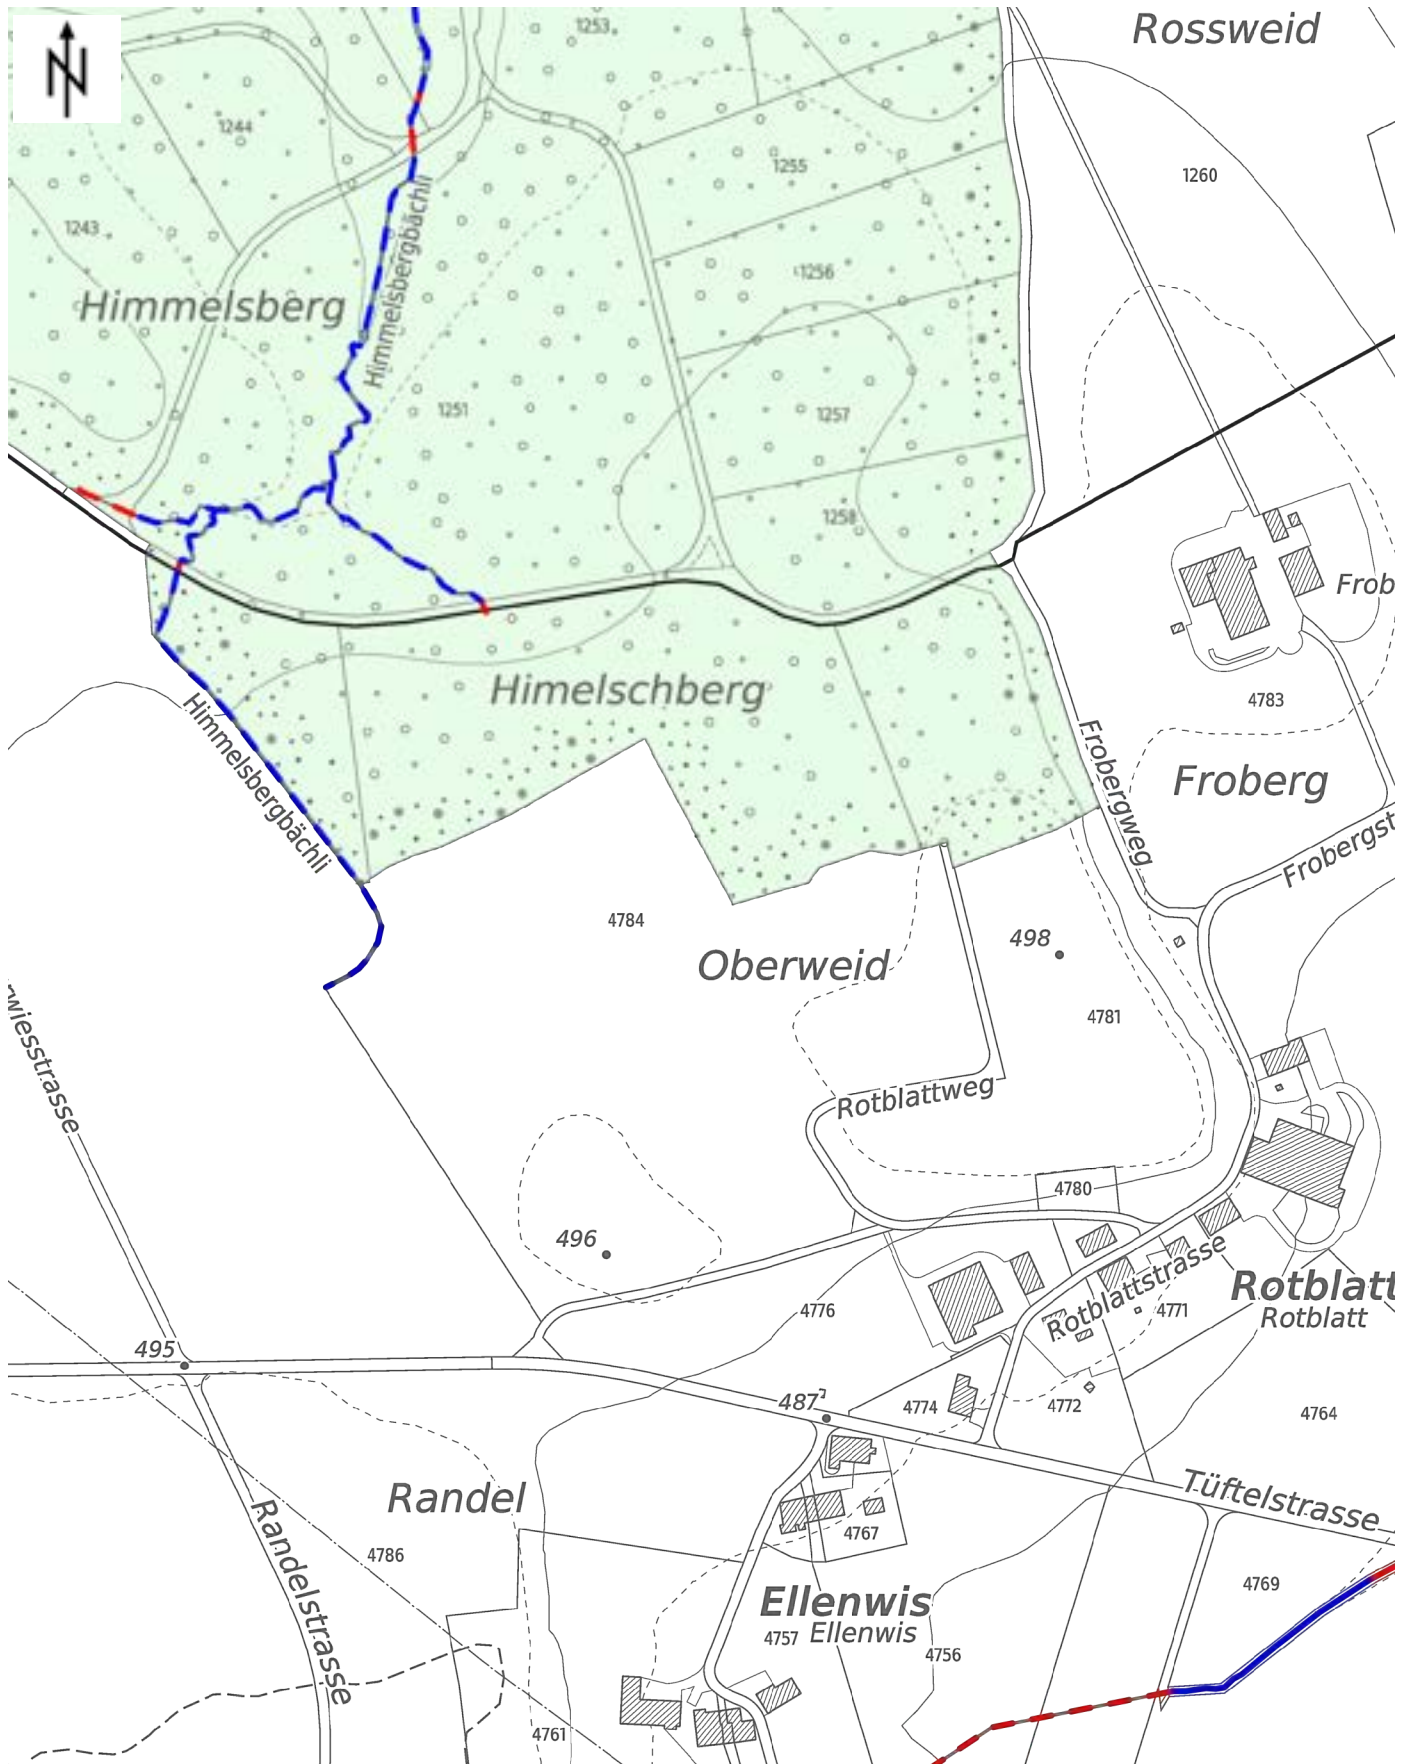 N
Rossweid
1253
1244
1255
1260
1243
1256
Himmelsberg
Himmelsbergbächli
1251
1257
1258
Frob
Himelschberg
4783
Himmelsbergbächli
Frobergweg
Froberg
Frobergst
4784
498
Oberweid
4781
rwiesstrasse
Rotblattweg
4780
496
Rotblattstrasse
Rotblatt
Rotblatt
4776
4771
495
487
4774
4772
4764
Randel
Tüftelstrasse
Randelstrasse
4767
4786
4769
Ellenwis
Ellenwis
4757
4756
4761